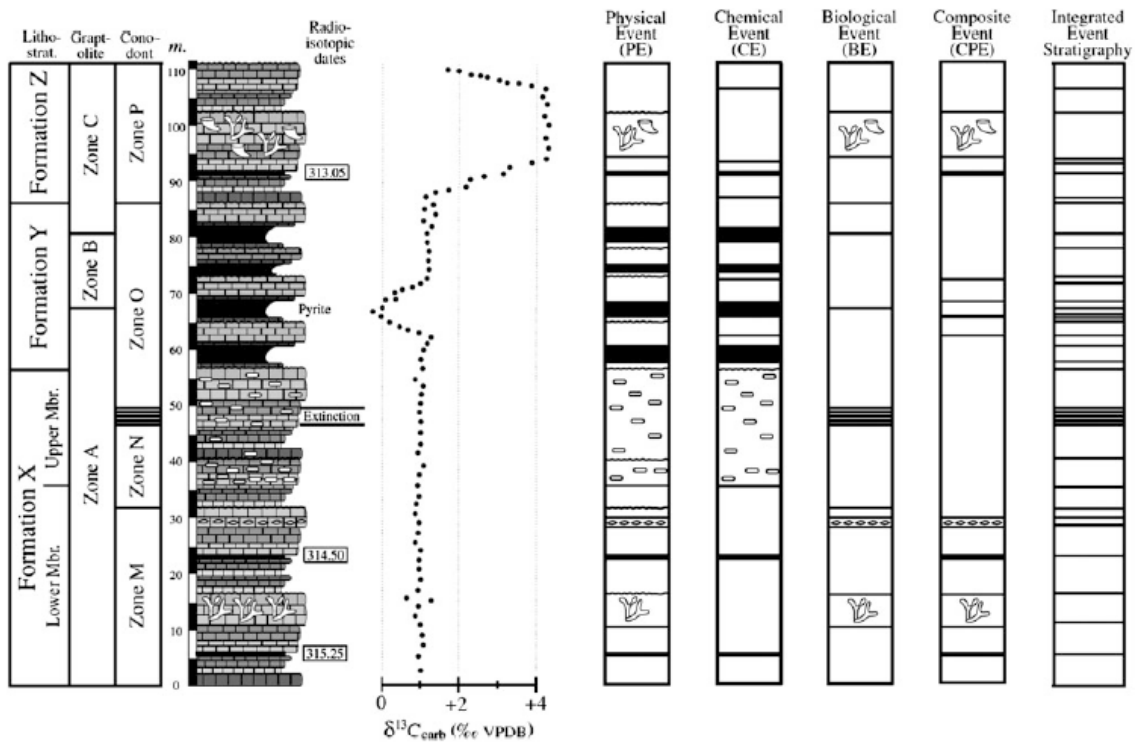 Litho-
strat.
Grapt-
olite
Cono-
dont
m.
Radio-
isotopic
dates
Physical
Event
(PE)
Chemical
Event
(CE)
Biological
Event
(BE)
Composite
Event
(CPE)
Integrated
Event
Stratigraphy
Formation Z
Formation Y
Formation X
Upper Mbr.
Lower Mbr.
Zone C
Zone B
Zone A
Zone P
Zone O
Zone N
Zone M
110
100
90
80
70
60
50
40
30
20
10
0
313.05
Pyrite
Extinction
314.50
315.25
0
+2
+4
δ¹³Ccarb (‰ VPDB)